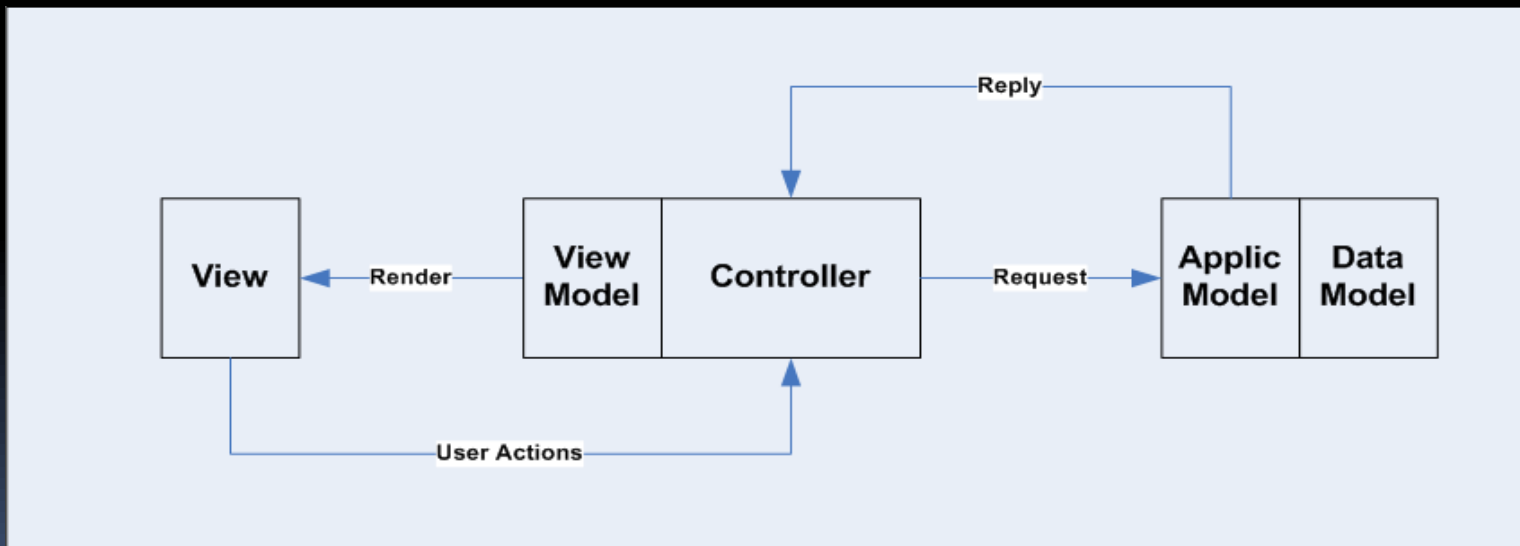 Reply
View
Render
View
Model
Controller
Request
Applic
Model
Data
Model
User Actions